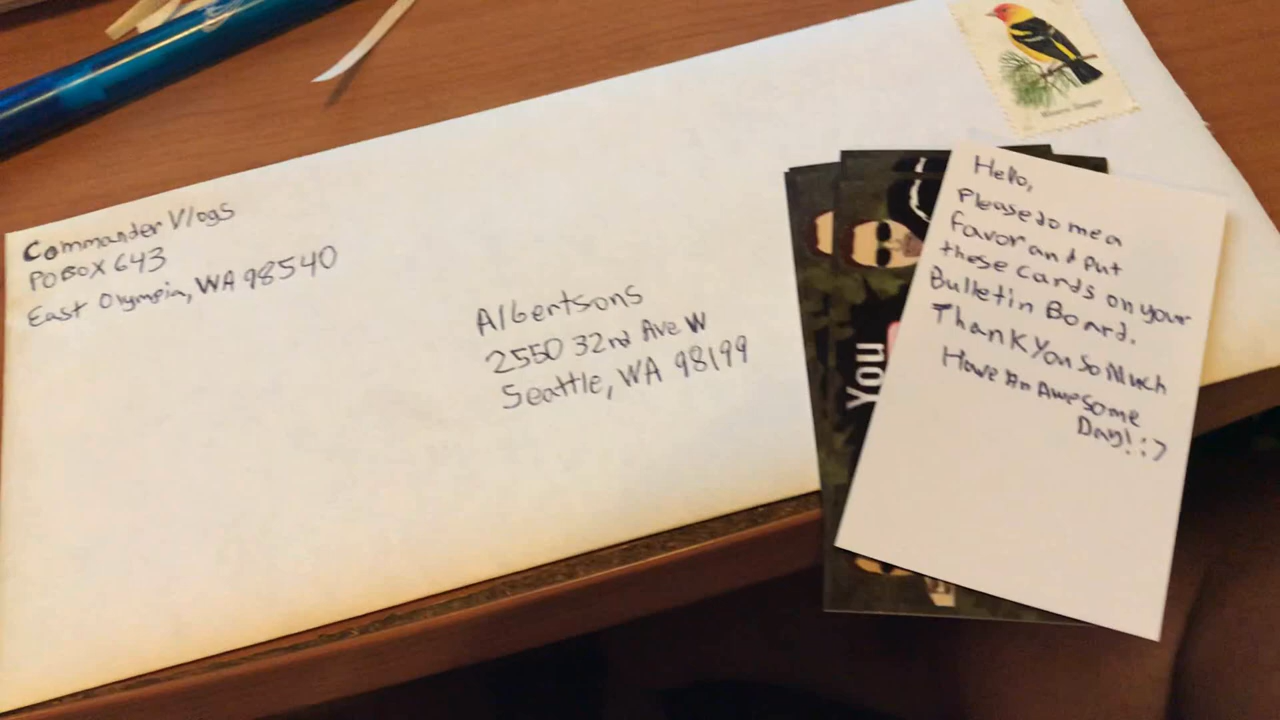 Commander Vlogs
PO BOX 643
East Olympia, WA 98540
Albertsons
2550 32nd Ave W
Seattle, WA 98199
Hello,
Please do me a
favor and put
these cards on your
Bulletin Board.
Thank You So Much
Have An Awesome
Day! :)
You